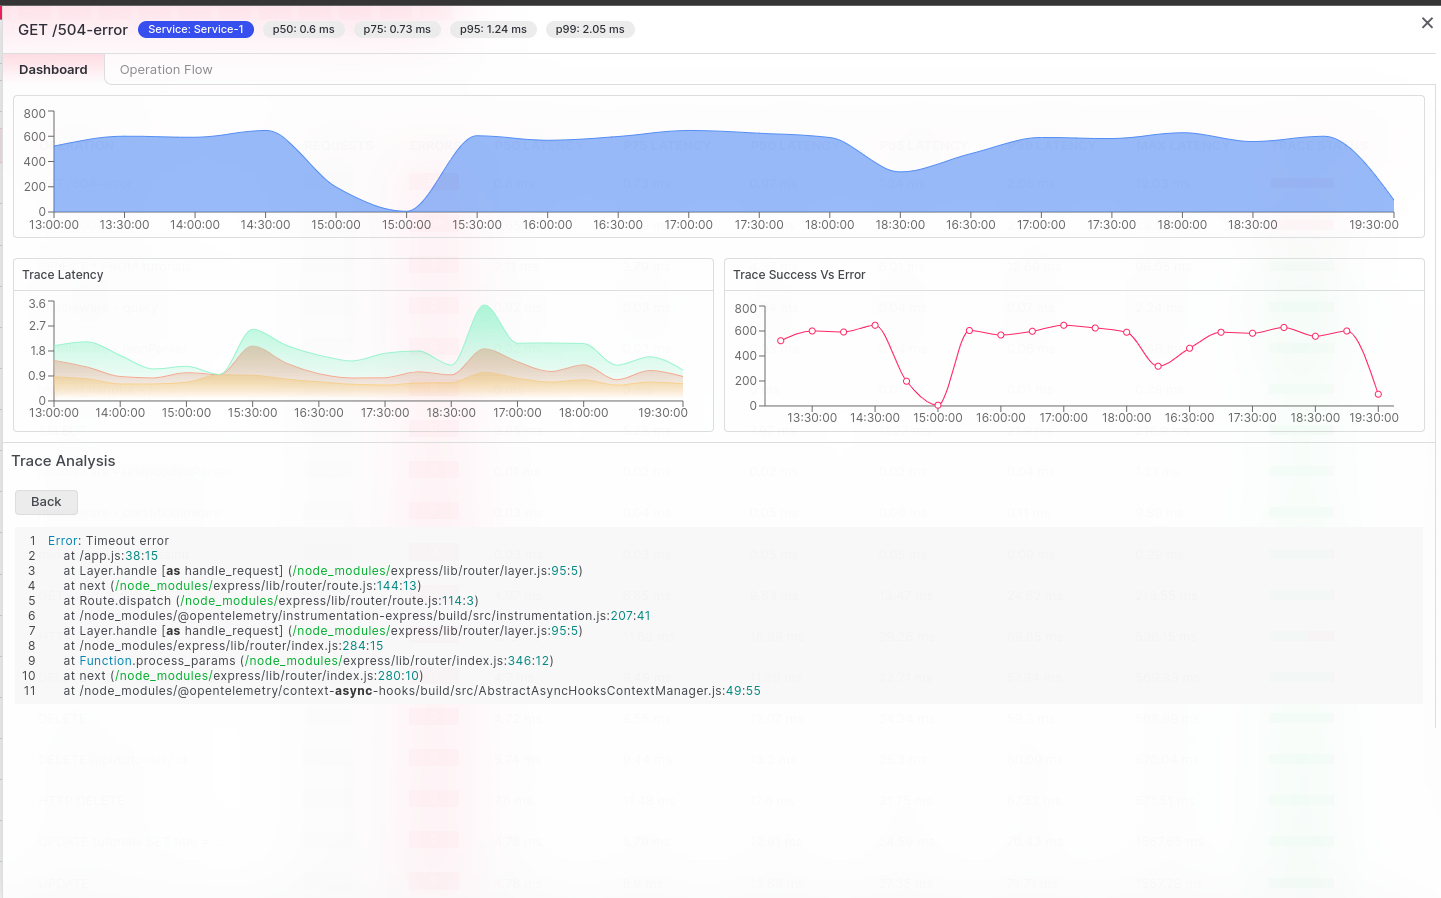 GET /504-error
Service: Service-1
p50: 0.6 ms
p75: 0.73 ms
p95: 1.24 ms
p99: 2.05 ms
Dashboard
Operation Flow
800
600
400
200
0
13:00:00 13:30:00 14:00:00 14:30:00 15:00:00 15:00:00 15:30:00 16:00:00 16:30:00 17:00:00 17:30:00 18:00:00 18:30:00 16:30:00 17:00:00 17:30:00 18:00:00 18:30:00 19:30:00
Trace Latency
3.6
2.7
1.8
0.9
0
13:00:00 14:00:00 15:00:00 15:30:00 16:30:00 17:30:00 18:30:00 17:00:00 18:00:00 19:30:00
Trace Success Vs Error
800
600
400
200
0
13:30:00 14:30:00 15:00:00 16:00:00 17:00:00 18:00:00 16:30:00 17:30:00 18:30:00 19:30:00
Trace Analysis
Back
1 Error: Timeout error
2 at /app.js:38:15
3 at Layer.handle [as handle_request] (/node_modules/express/lib/router/layer.js:95:5)
4 at next (/node_modules/express/lib/router/route.js:144:13)
5 at Route.dispatch (/node_modules/express/lib/router/route.js:114:3)
6 at /node_modules/@opentelemetry/instrumentation-express/build/src/instrumentation.js:207:41
7 at Layer.handle [as handle_request] (/node_modules/express/lib/router/layer.js:95:5)
8 at /node_modules/express/lib/router/index.js:284:15
9 at Function.process_params (/node_modules/express/lib/router/index.js:346:12)
10 at next (/node_modules/express/lib/router/index.js:280:10)
11 at /node_modules/@opentelemetry/context-async-hooks/build/src/AbstractAsyncHooksContextManager.js:49:55